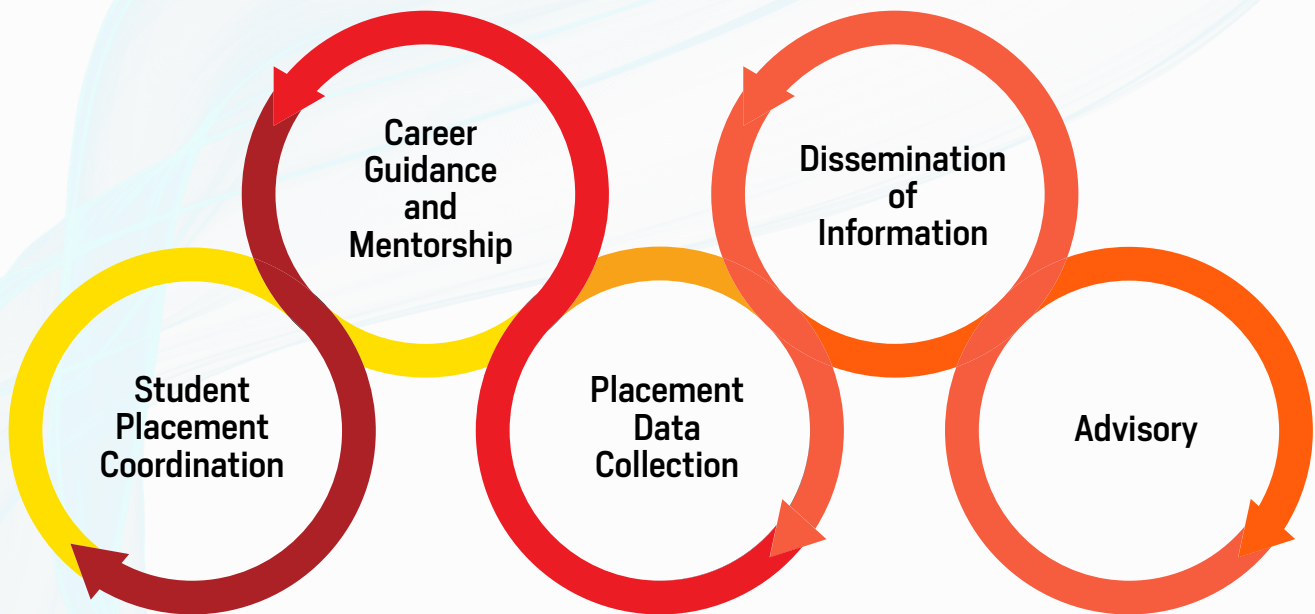 Career
Guidance
and
Mentorship
Dissemination
of
Information
Student
Placement
Coordination
Placement
Data
Collection
Advisory